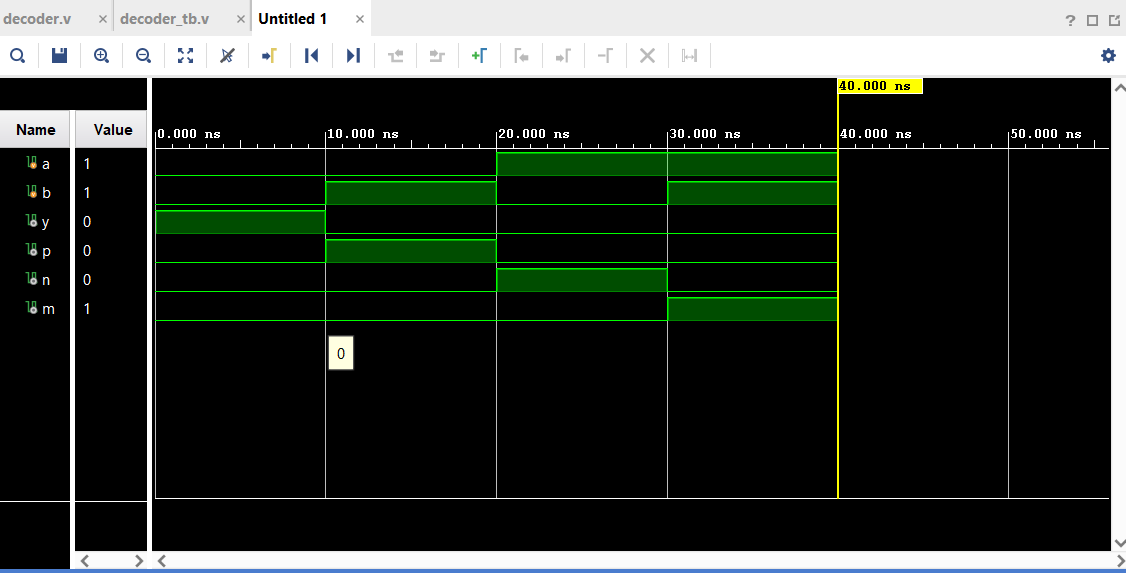 decoder.v × decoder_tb.v × Untitled 1 ×
?
40.000 ns
Name Value
0.000 ns 10.000 ns 20.000 ns 30.000 ns 40.000 ns 50.000 ns
a 1
b 1
y 0
p 0
n 0
m 1
0